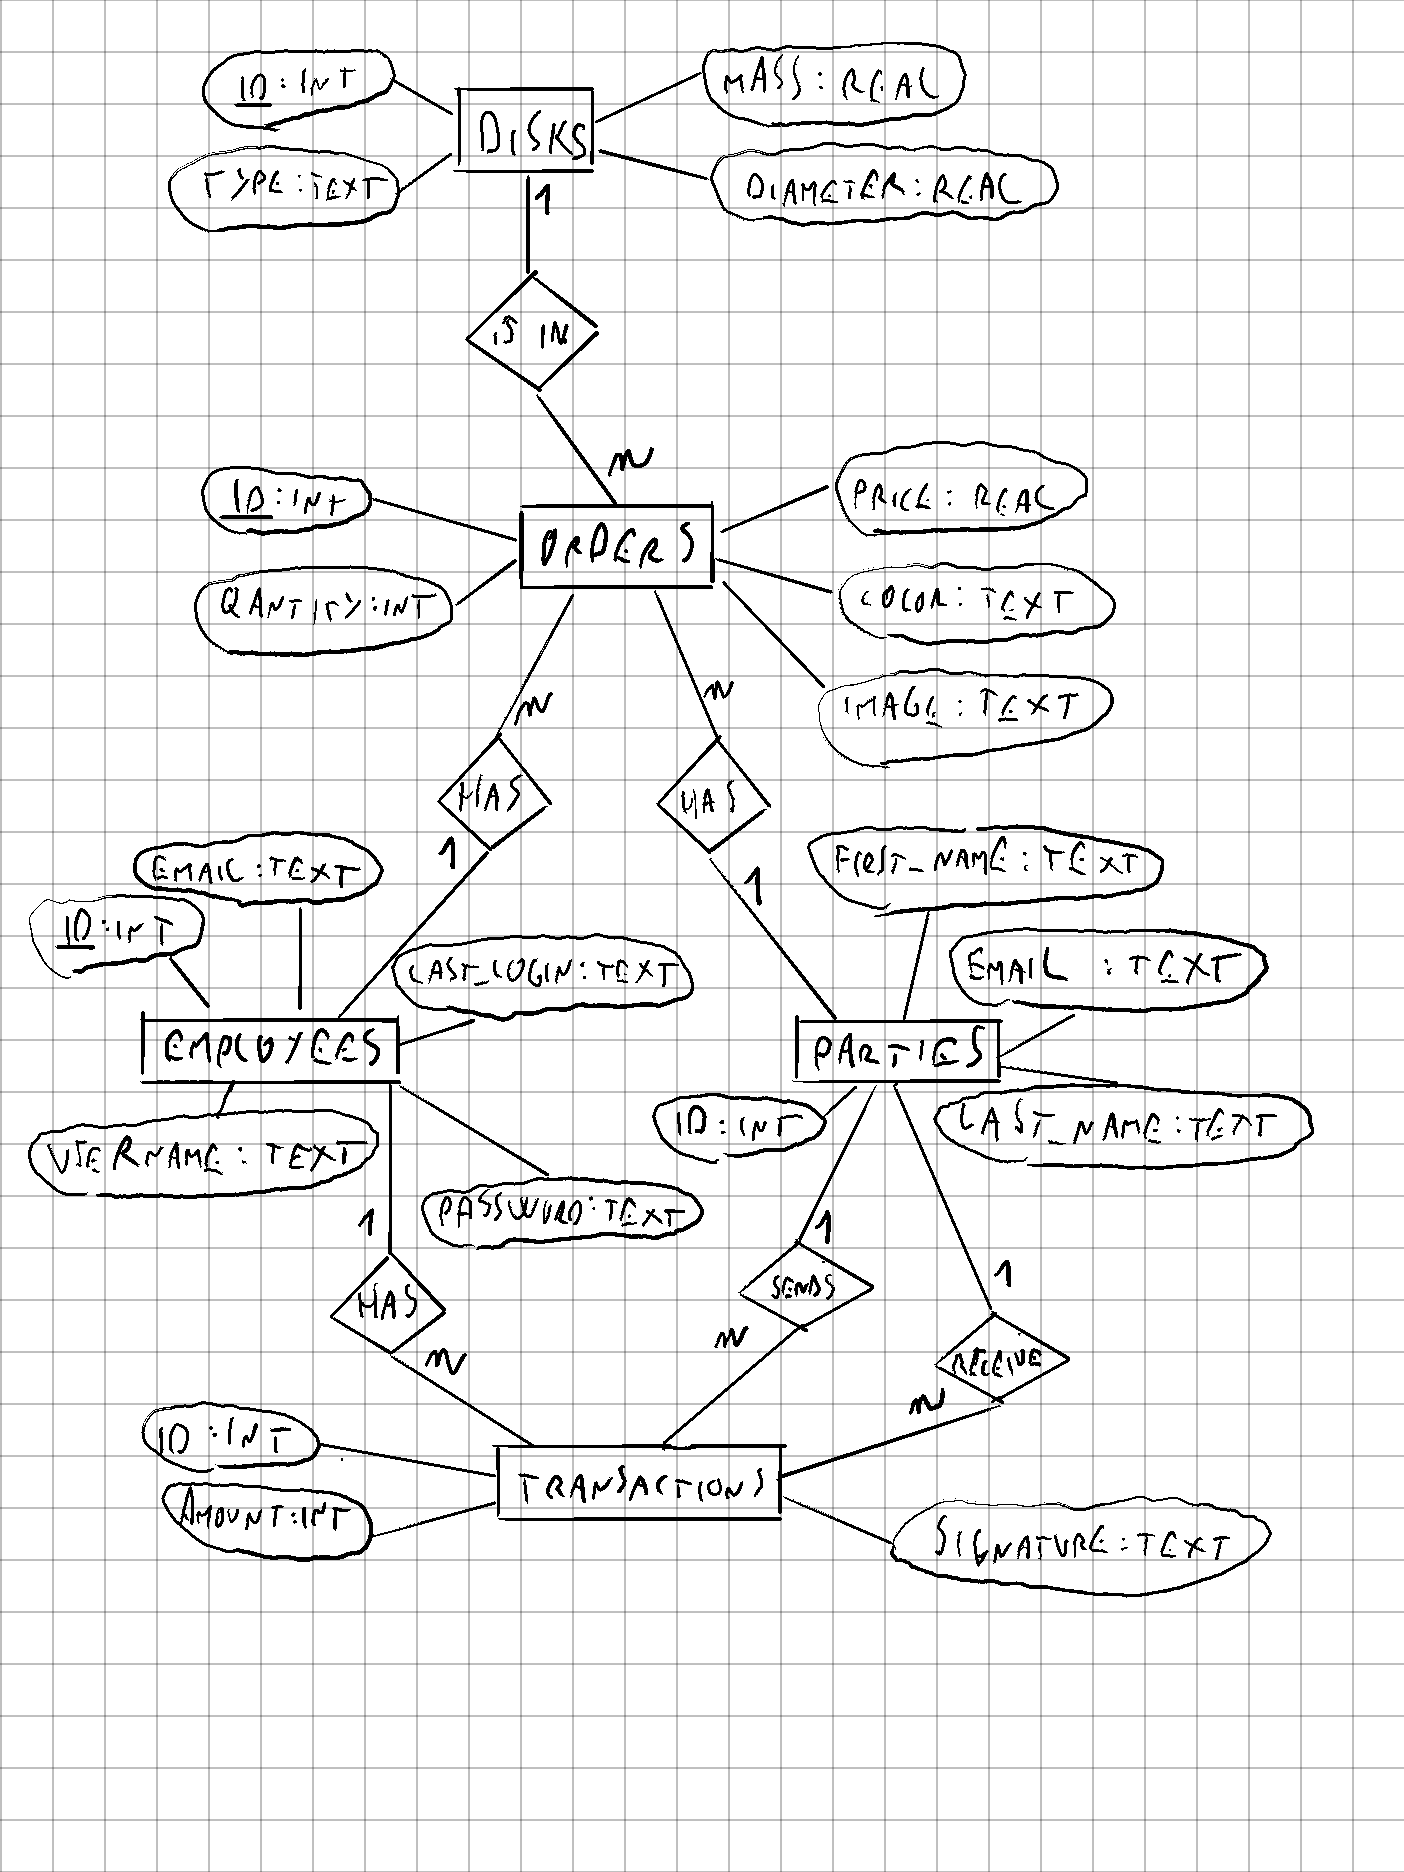 ID:INT
MASS:REAL
DISKS
TYPE:TEXT
DIAMETER:REAL
1
IS IN
N
ID:INT
PRICE:REAL
ORDERS
QANTITY:INT
COLOR:TEXT
IMAGE:TEXT
N
N
HAS
HAS
1
1
EMAIL:TEXT
FIRST_NAME:TEXT
ID:INT
LAST_LOGIN:TEXT
EMAIL:TEXT
EMPLOYEES
PARTIES
ID:INT
LAST_NAME:TEXT
USERNAME:TEXT
PASSWORD:TEXT
1
1
1
HAS
SENDS
N
N
RECEIVE
N
ID:INT
TRANSACTIONS
AMOUNT:INT
SIGNATURE:TEXT